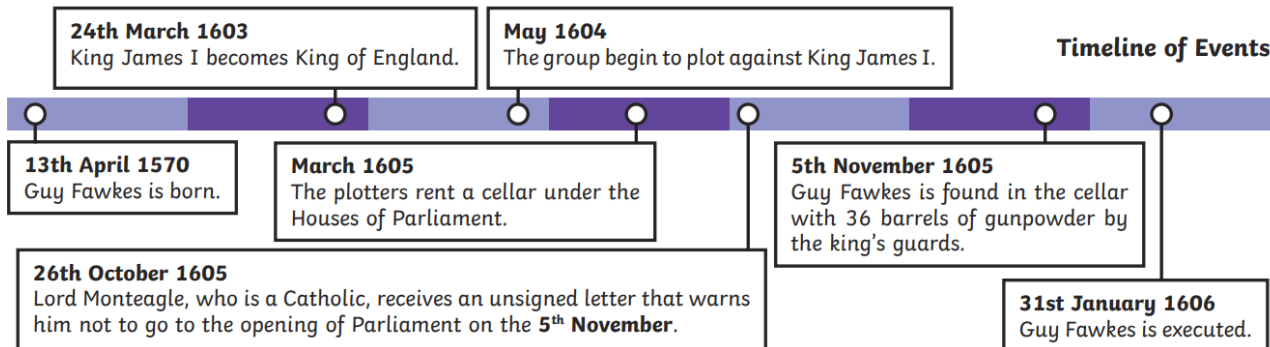 24th March 1603
King James I becomes King of England.
May 1604
The group begin to plot against King James I.
Timeline of Events
13th April 1570
Guy Fawkes is born.
March 1605
The plotters rent a cellar under the
Houses of Parliament.
5th November 1605
Guy Fawkes is found in the cellar
with 36 barrels of gunpowder by
the king's guards.
26th October 1605
Lord Monteagle, who is a Catholic, receives an unsigned letter that warns
him not to go to the opening of Parliament on the 5th November.
31st January 1606
Guy Fawkes is executed.